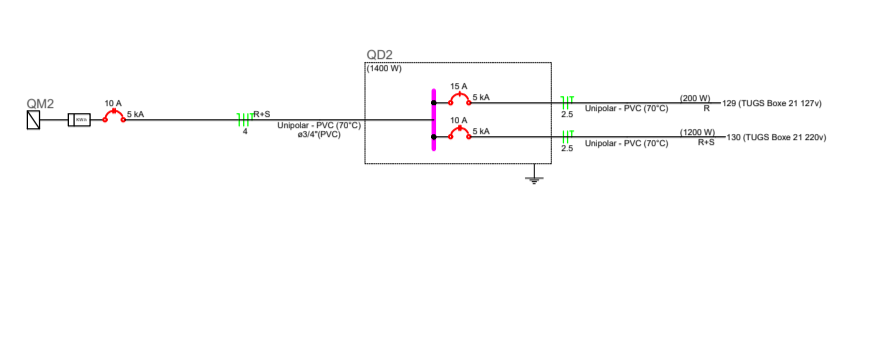 QD2
(1400 W)
QM2
10 A
5 kA
R+S
4
Unipolar - PVC (70°C)
ø3/4"(PVC)
15 A
5 kA
2.5
Unipolar - PVC (70°C)
(200 W)
R
129 (TUGS Boxe 21 127v)
10 A
5 kA
2.5
Unipolar - PVC (70°C)
(1200 W)
R+S
130 (TUGS Boxe 21 220v)